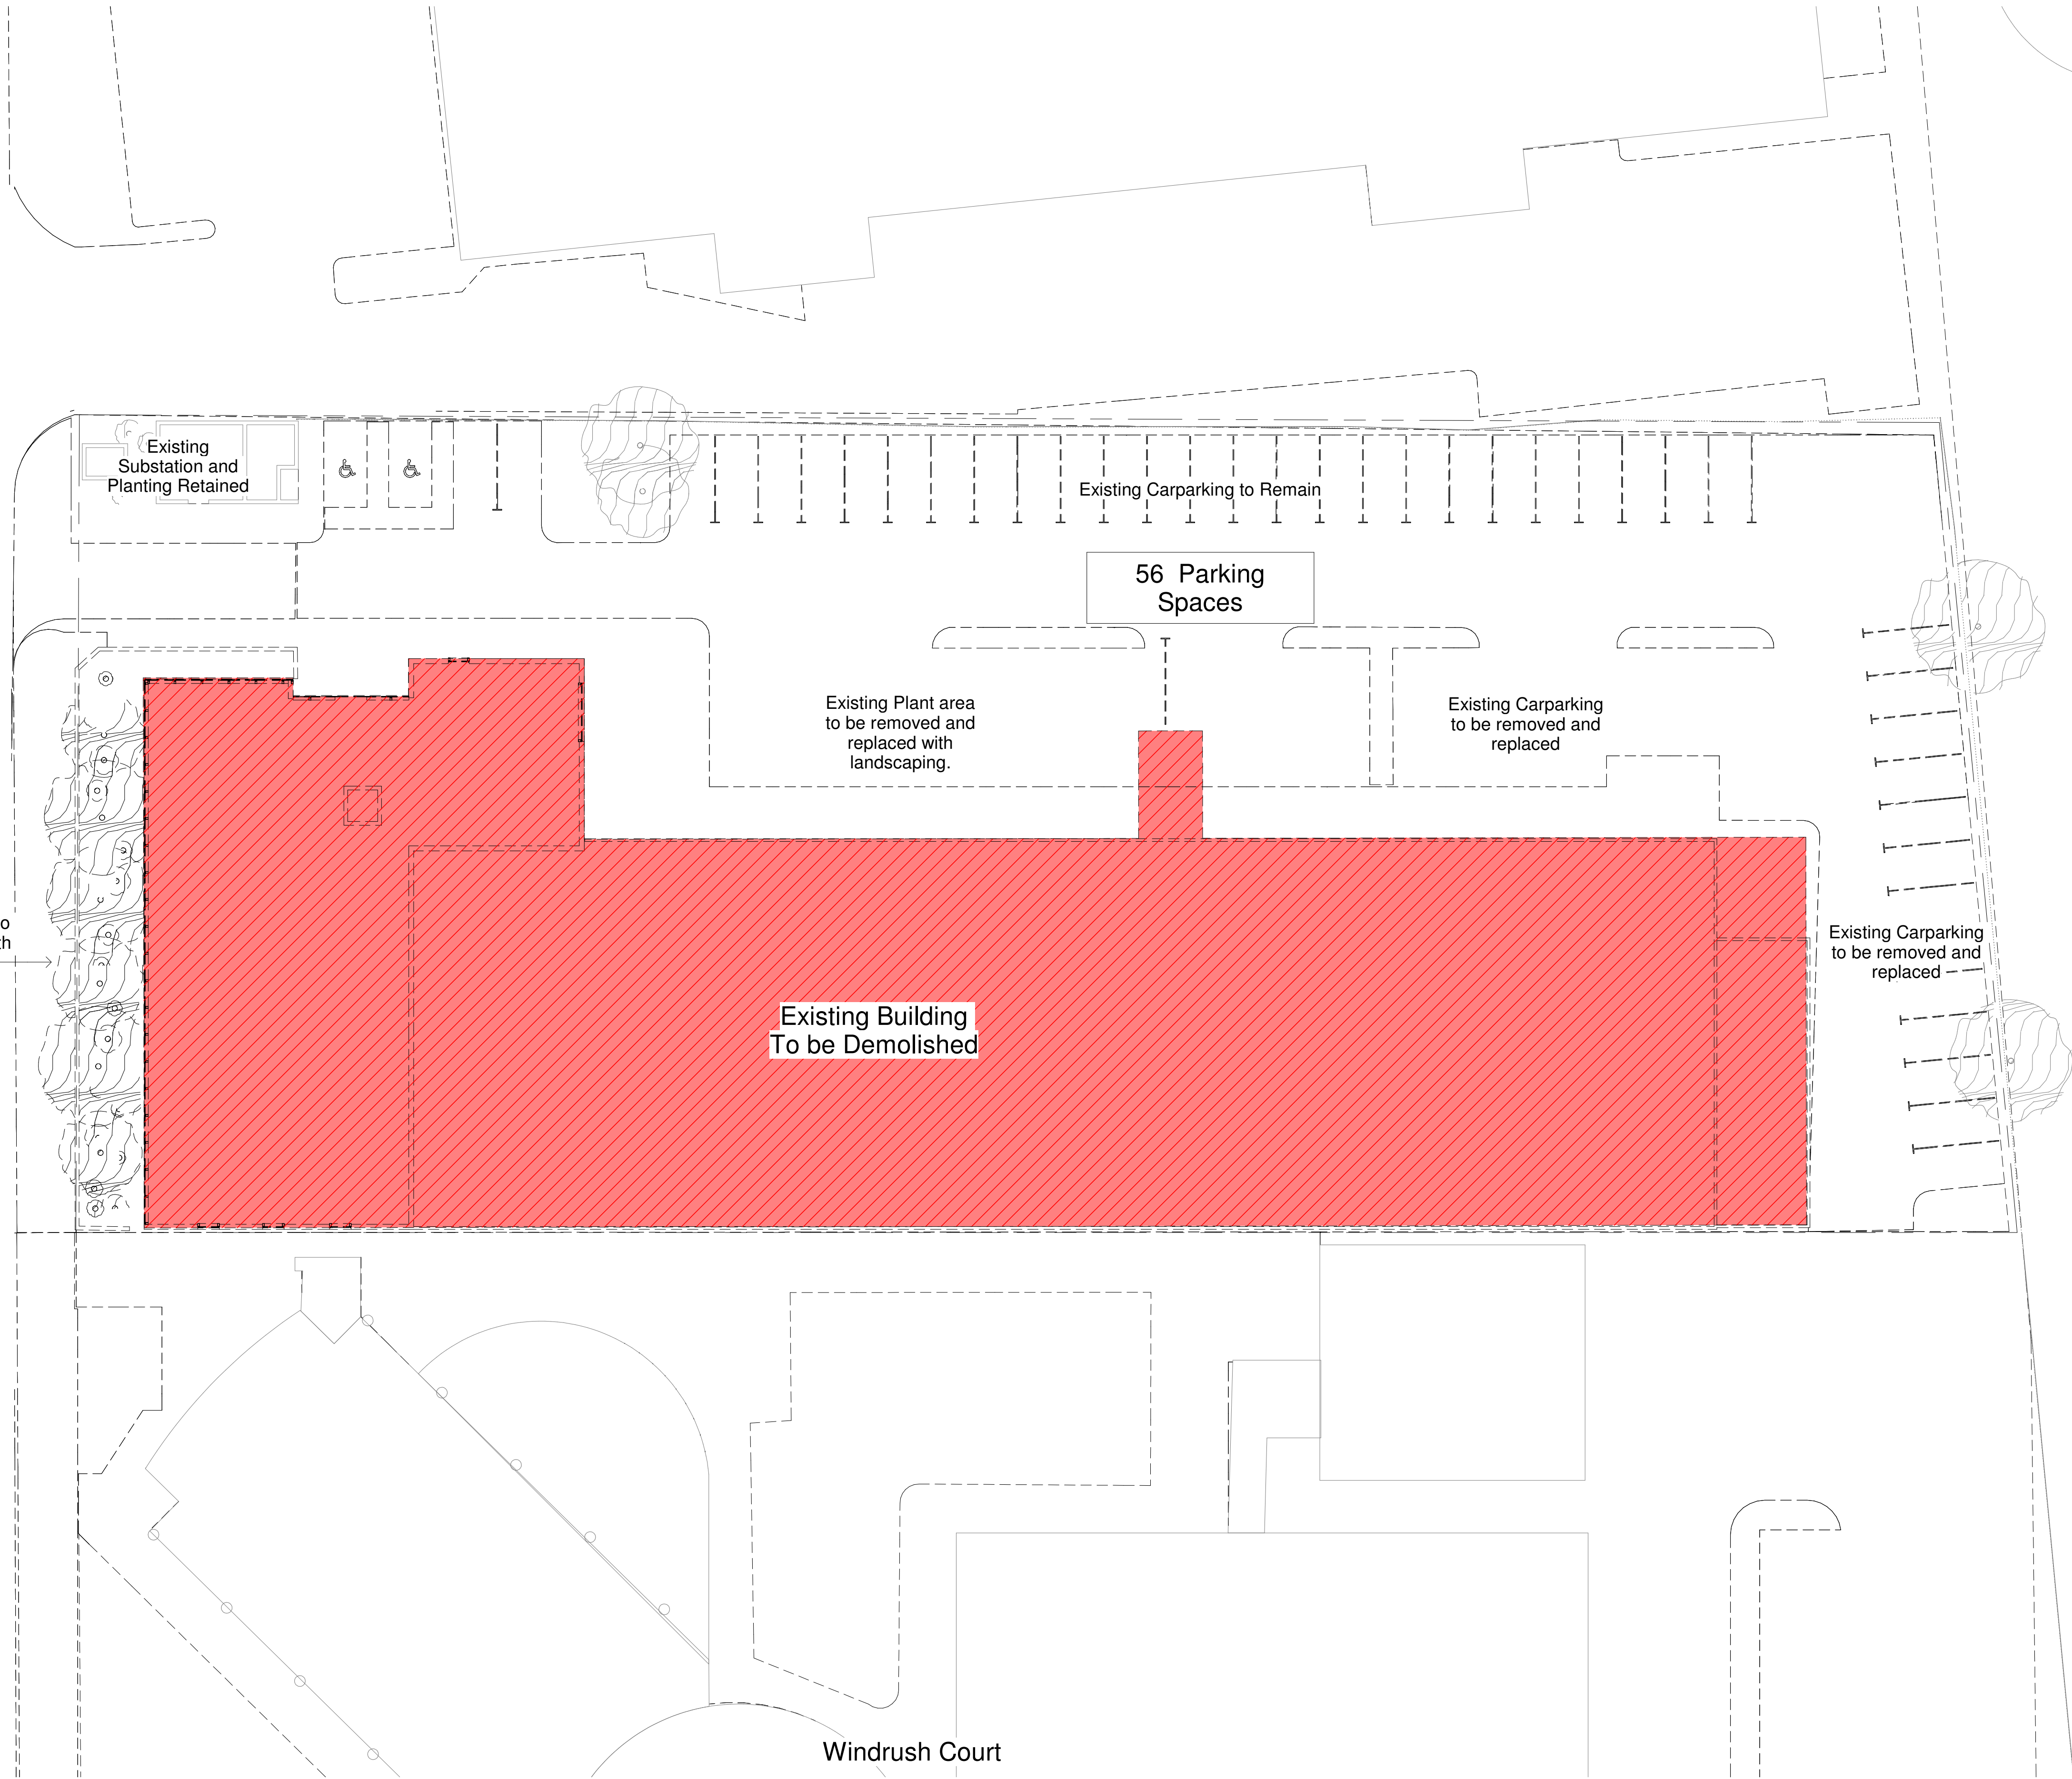 Existing
Substation and
Planting Retained
Existing Carparking to Remain
56 Parking
Spaces
Existing Plant area
to be removed and
replaced with
landscaping.
Existing Carparking
to be removed and
replaced
Existing Carparking
to be removed and
replaced
Existing Building
To be Demolished
Windrush Court